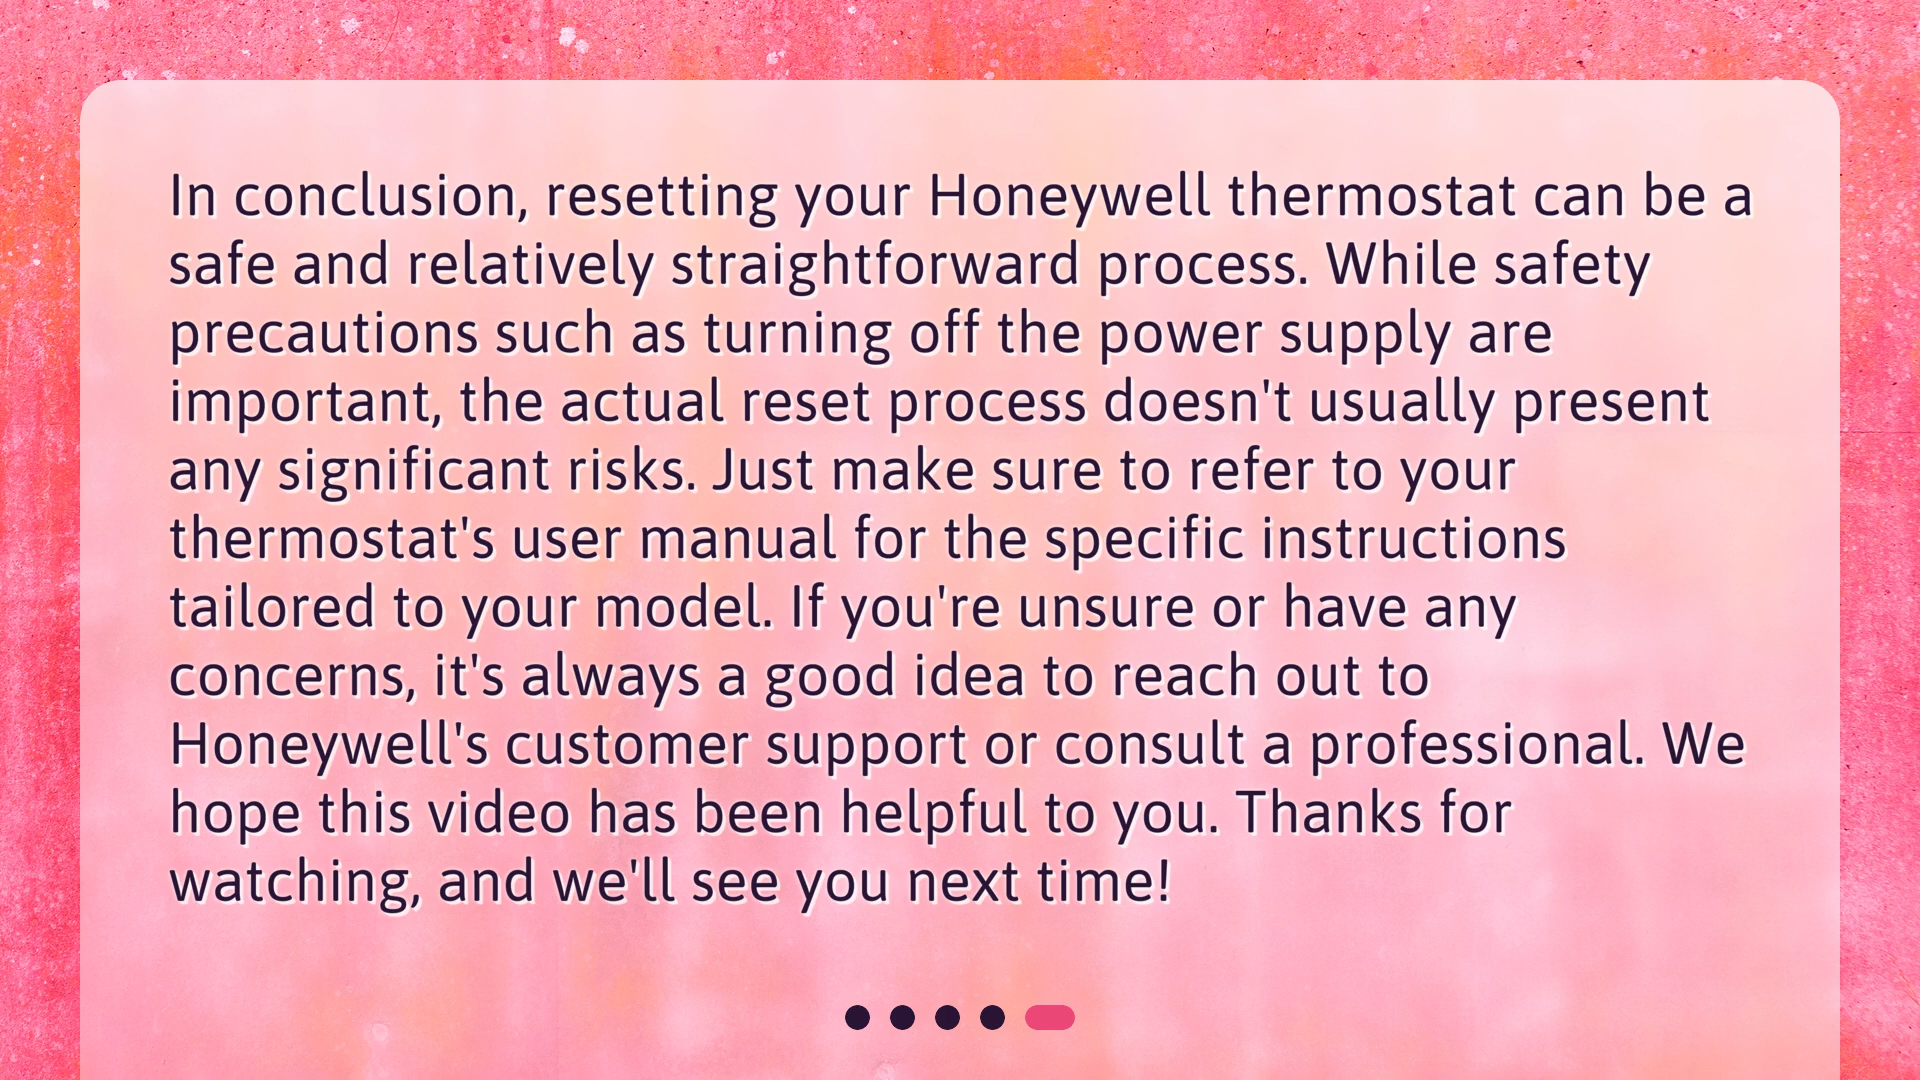 In conclusion, resetting your Honeywell thermostat can be a
safe and relatively straightforward process. While safety
precautions such as turning off the power supply are
important, the actual reset process doesn't usually present
any significant risks. Just make sure to refer to your
thermostat's user manual for the specific instructions
tailored to your model. If you're unsure or have any
concerns, it's always a good idea to reach out to
Honeywell's customer support or consult a professional. We
hope this video has been helpful to you. Thanks for
watching, and we'll see you next time!